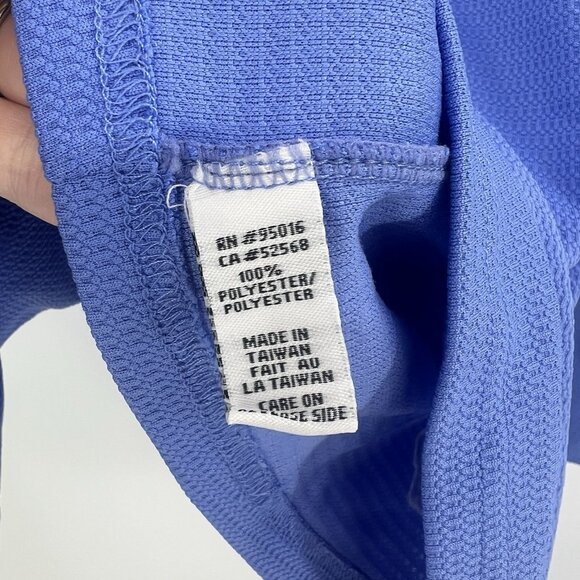 RN #95016
CA #52568
100%
POLYESTER/
POLYESTER
MADE IN
TAIWAN
FAIT AU
LA TAIWAN
CARE ON
SIDE